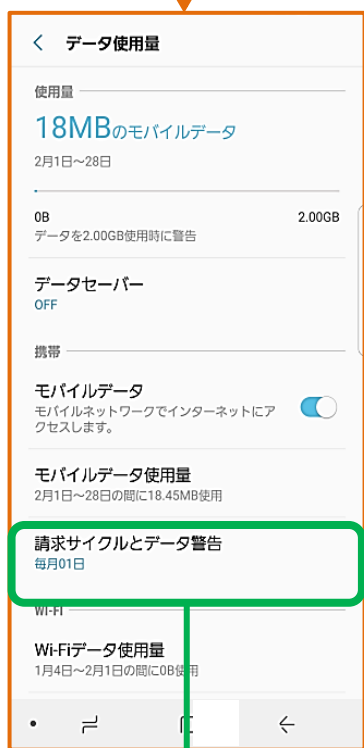 データ使用量
使用量
18MBのモバイルデータ
2月1日～28日
0B 2.00GB
データを2.00GB使用時に警告
データセーバー
OFF
携帯
モバイルデータ
モバイルネットワークでインターネットにア
クセスします。
モバイルデータ使用量
2月1日～28日の間に18.45MB使用
請求サイクルとデータ警告
毎月01日
WI-FI
Wi-Fiデータ使用量
1月4日～2月1日の間に0B使用